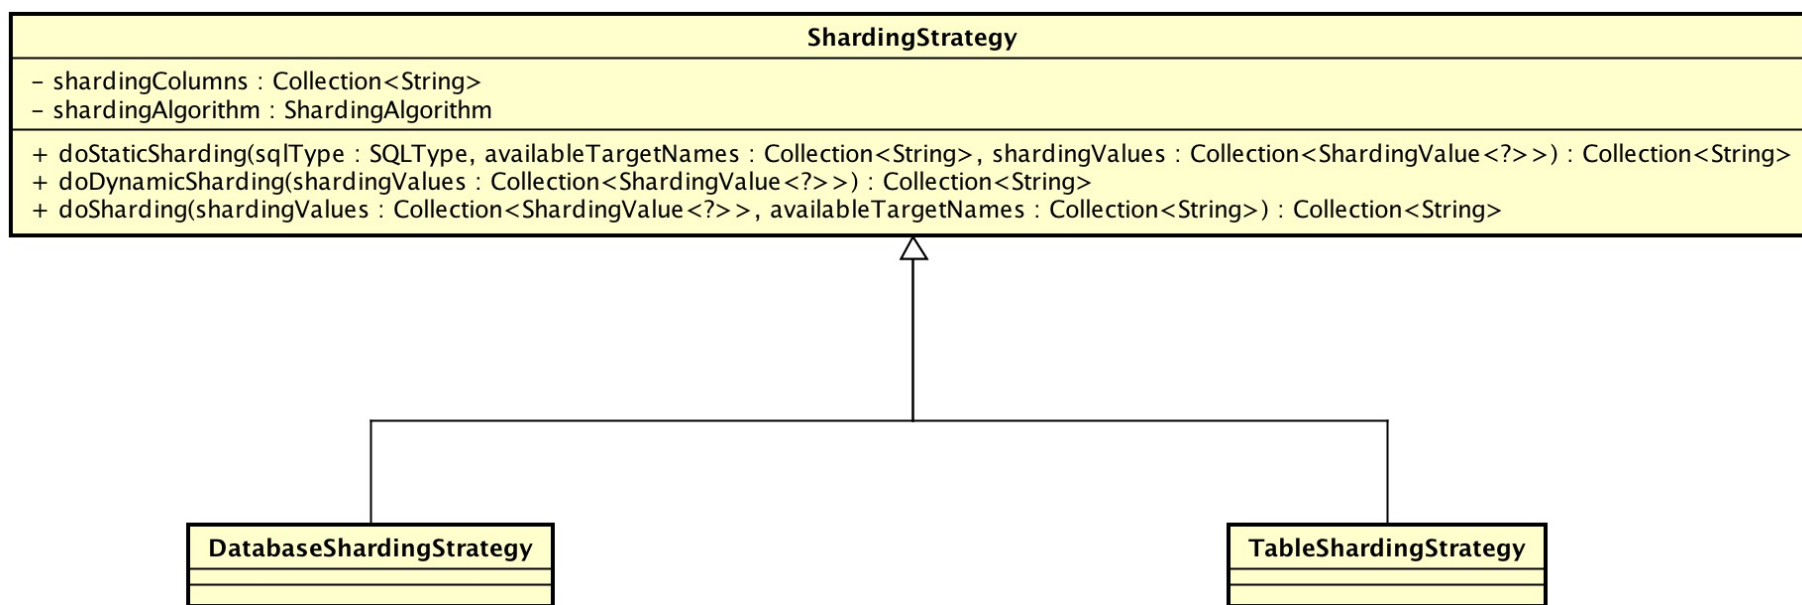 ShardingStrategy
– shardingColumns : Collection<String>
– shardingAlgorithm : ShardingAlgorithm
+ doStaticSharding(sqlType : SQLType, availableTargetNames : Collection<String>, shardingValues : Collection<ShardingValue<?>>) : Collection<String>
+ doDynamicSharding(shardingValues : Collection<ShardingValue<?>>) : Collection<String>
+ doSharding(shardingValues : Collection<ShardingValue<?>>, availableTargetNames : Collection<String>) : Collection<String>
DatabaseShardingStrategy
TableShardingStrategy